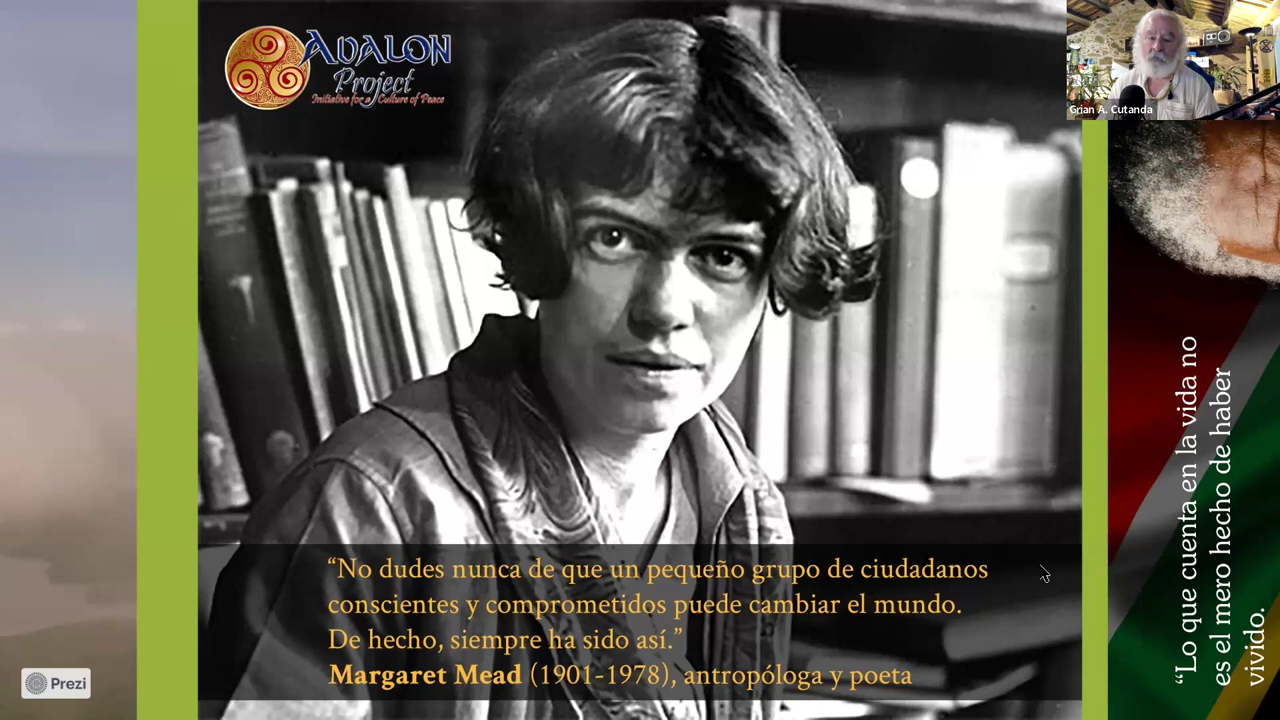 AVALON
Project
Initiative for a Culture of Peace
Grian A. Cutanda
“No dudes nunca de que un pequeño grupo de ciudadanos
conscientes y comprometidos puede cambiar el mundo.
De hecho, siempre ha sido así.”
Margaret Mead (1901-1978), antropóloga y poeta
“Lo que cuenta en la vida no
es el mero hecho de haber
vivido.
Prezi